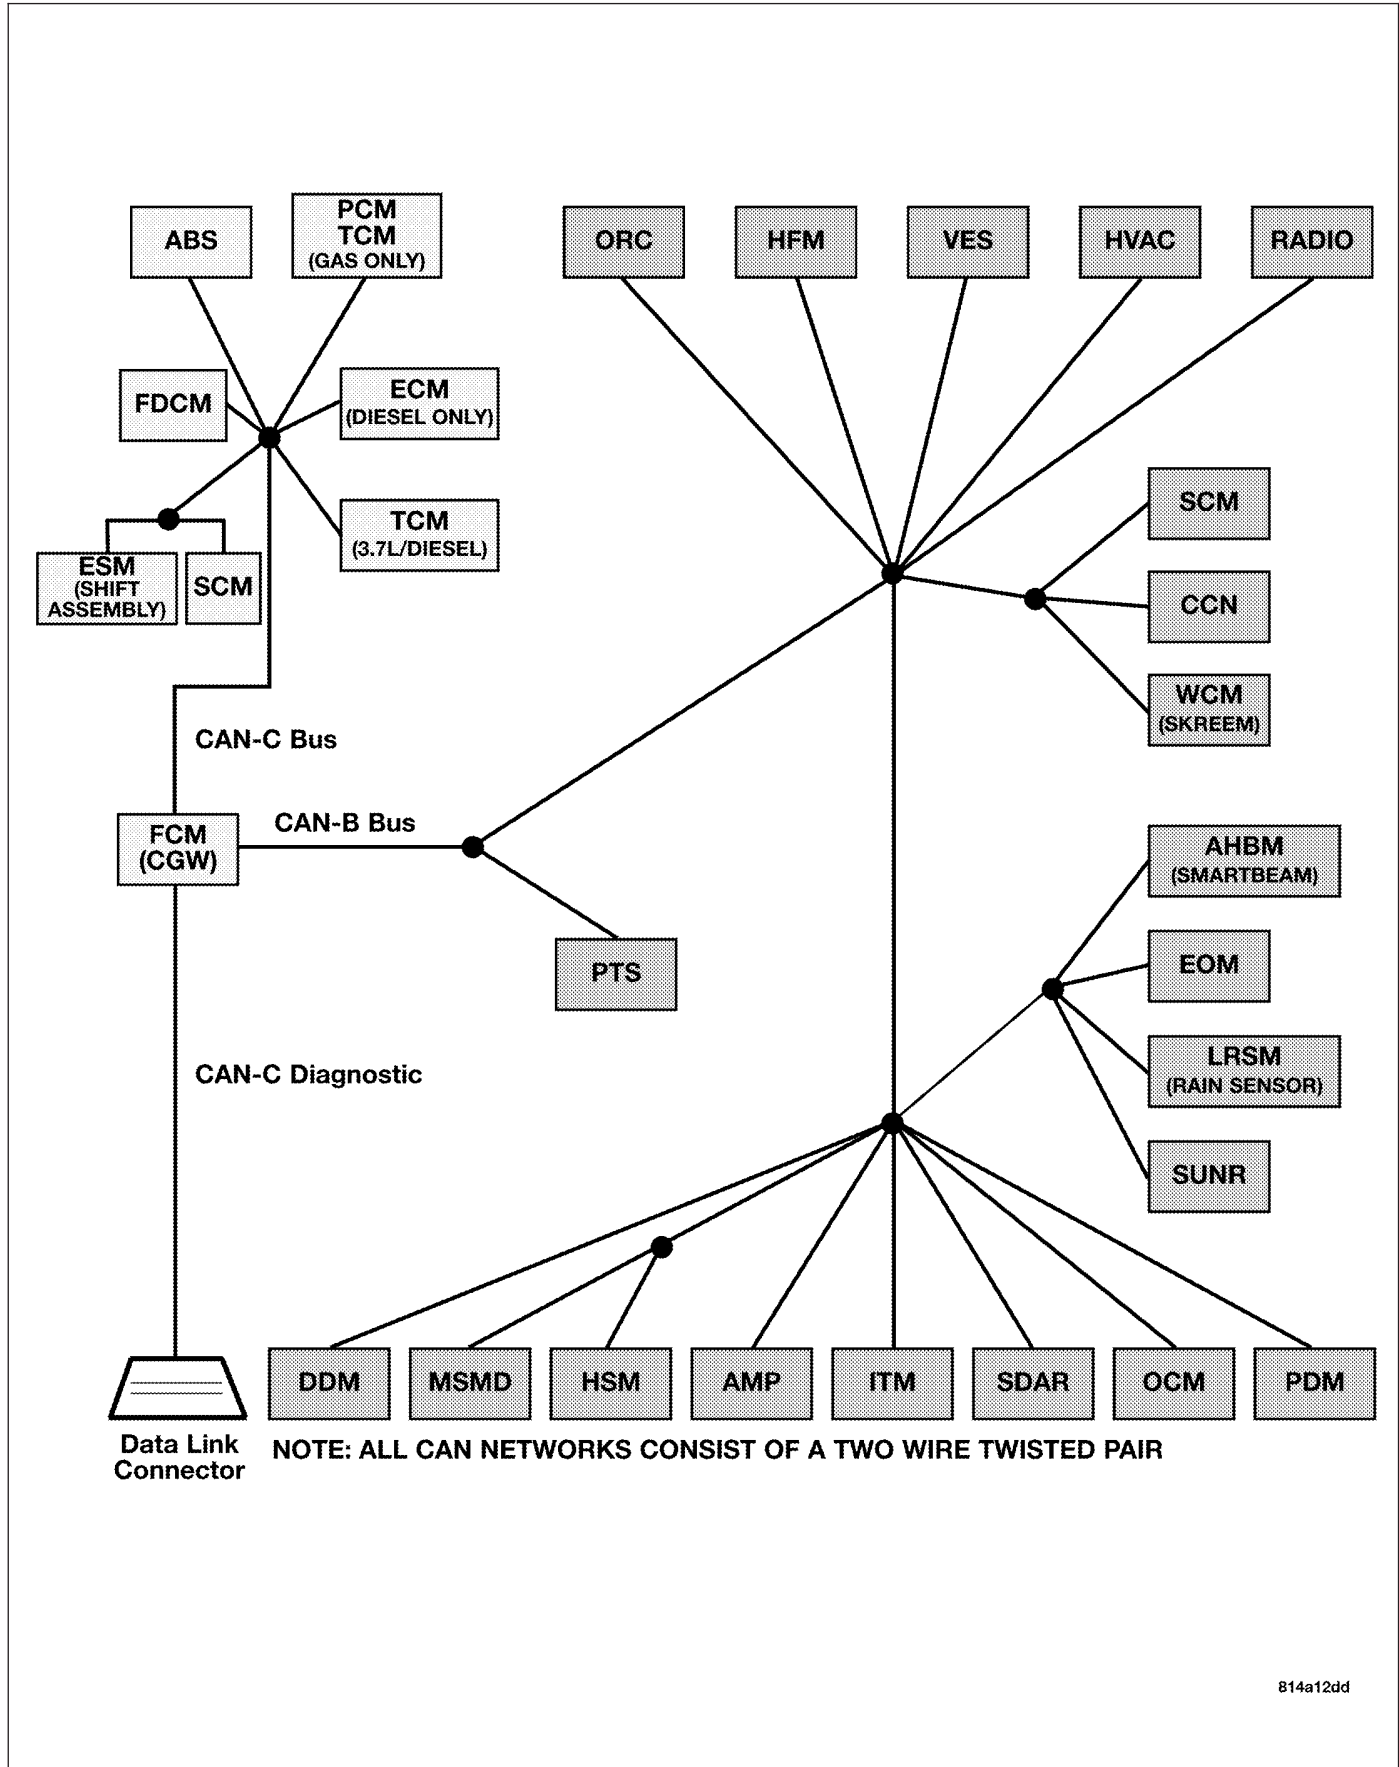 ABS
PCM
TCM
(GAS ONLY)
ORC
HFM
VES
HVAC
RADIO
FDCM
ECM
(DIESEL ONLY)
TCM
(3.7L/DIESEL)
ESM
(SHIFT
ASSEMBLY)
SCM
SCM
CCN
WCM
(SKREEM)
CAN-C Bus
FCM
(CGW)
CAN-B Bus
PTS
AHBM
(SMARTBEAM)
EOM
LRSM
(RAIN SENSOR)
SUNR
CAN-C Diagnostic
DDM
MSMD
HSM
AMP
ITM
SDAR
OCM
PDM
Data Link
Connector
NOTE: ALL CAN NETWORKS CONSIST OF A TWO WIRE TWISTED PAIR
814a12dd